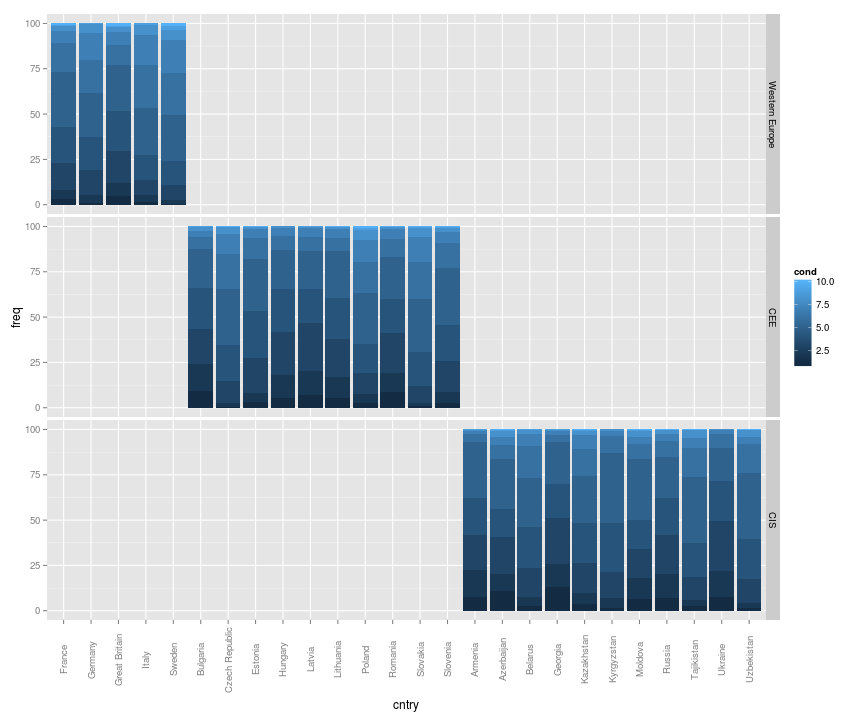 100
75
50
25
0
Western Europe
100
75
50
25
0
CEE
100
75
50
25
0
CIS
freq
France
Germany
Great Britain
Italy
Sweden
Bulgaria
Czech Republic
Estonia
Hungary
Latvia
Lithuania
Poland
Romania
Slovakia
Slovenia
Armenia
Azerbaijan
Belarus
Georgia
Kazakhstan
Kyrgyzstan
Moldova
Russia
Tajikistan
Ukraine
Uzbekistan
cntry
cond
10.0
7.5
5.0
2.5